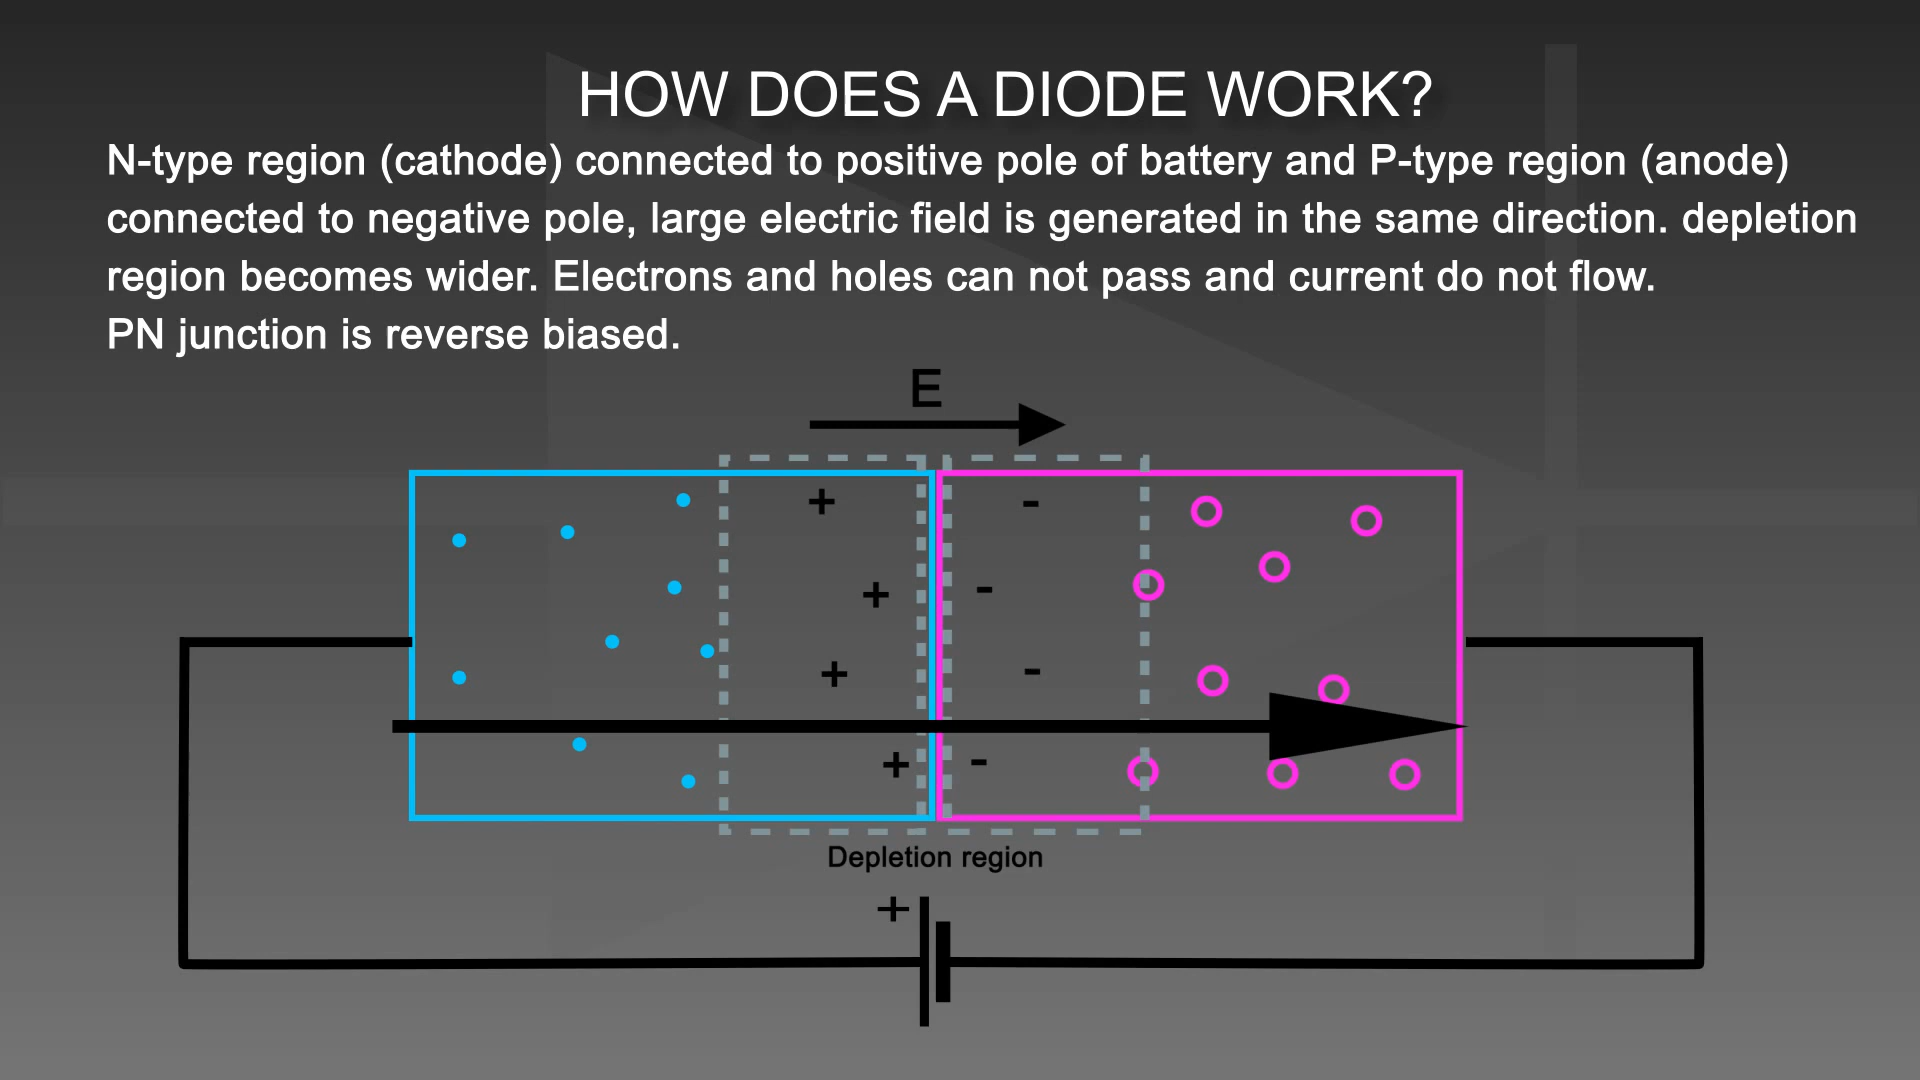 HOW DOES A DIODE WORK?
N-type region (cathode) connected to positive pole of battery and P-type region (anode)
connected to negative pole, large electric field is generated in the same direction. depletion
region becomes wider. Electrons and holes can not pass and current do not flow.
PN junction is reverse biased.
E
+ -
+ -
+ -
+ -
Depletion region
+